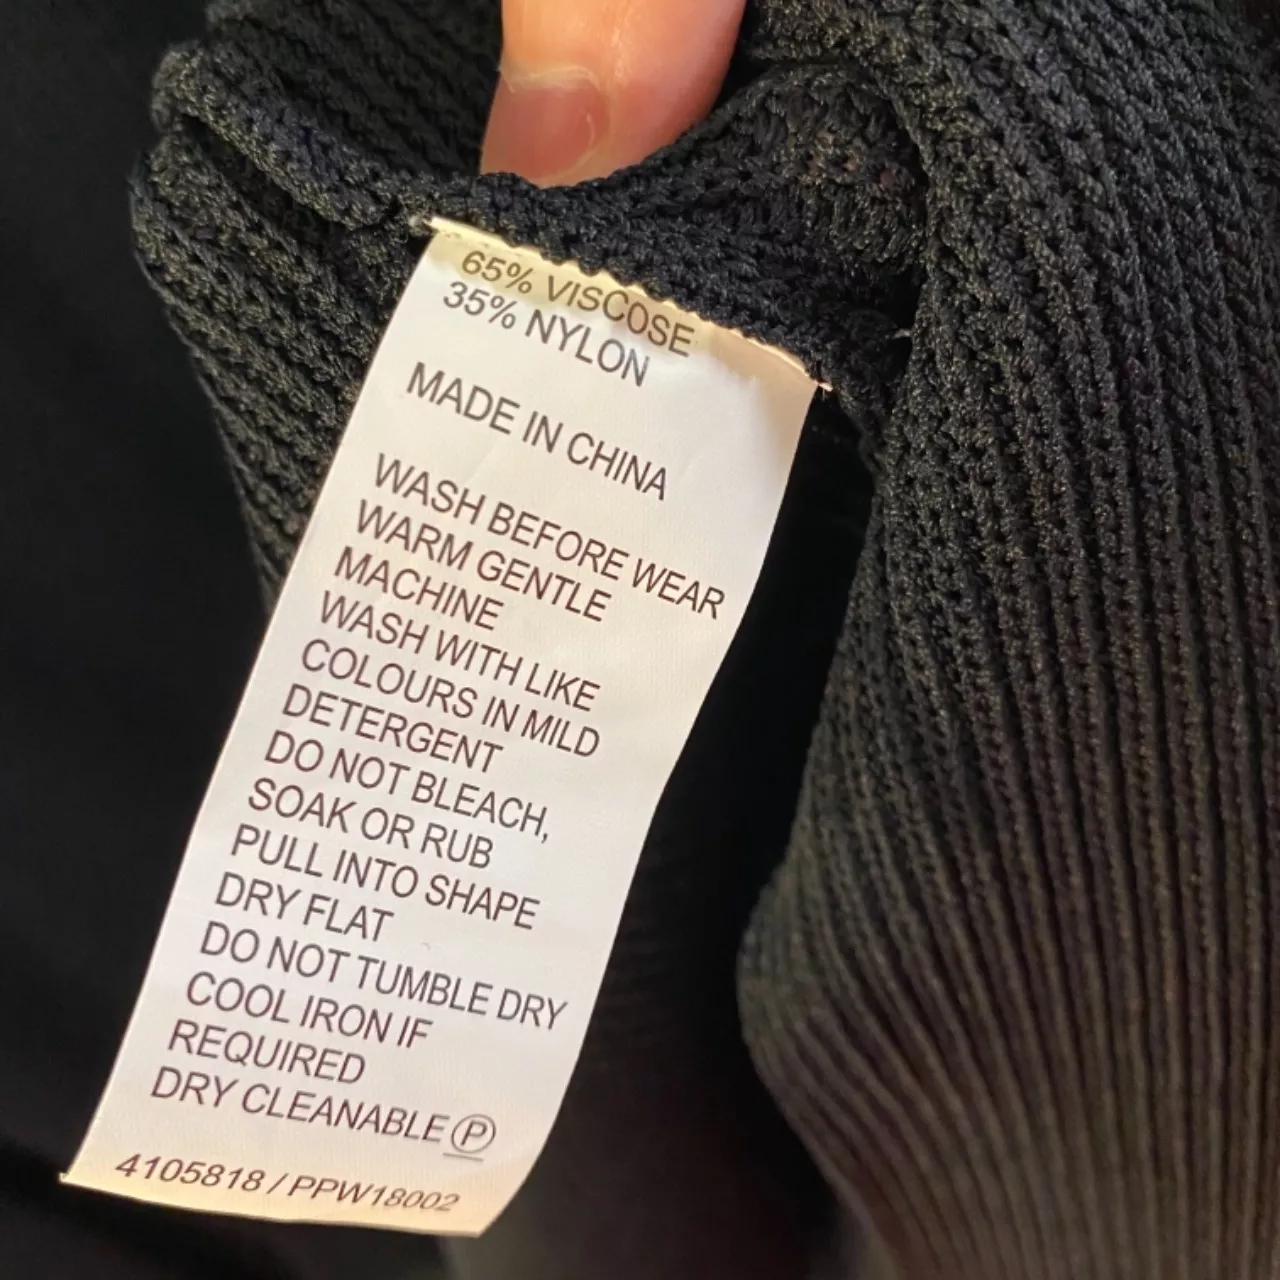 65% VISCOSE
35% NYLON
MADE IN CHINA
WASH BEFORE WEAR
WARM GENTLE
MACHINE
WASH WITH LIKE
COLOURS IN MILD
DETERGENT
DO NOT BLEACH,
SOAK OR RUB
PULL INTO SHAPE
DRY FLAT
DO NOT TUMBLE DRY
COOL IRON IF
REQUIRED
DRY CLEANABLE Ⓟ
4105818 / PPW18002